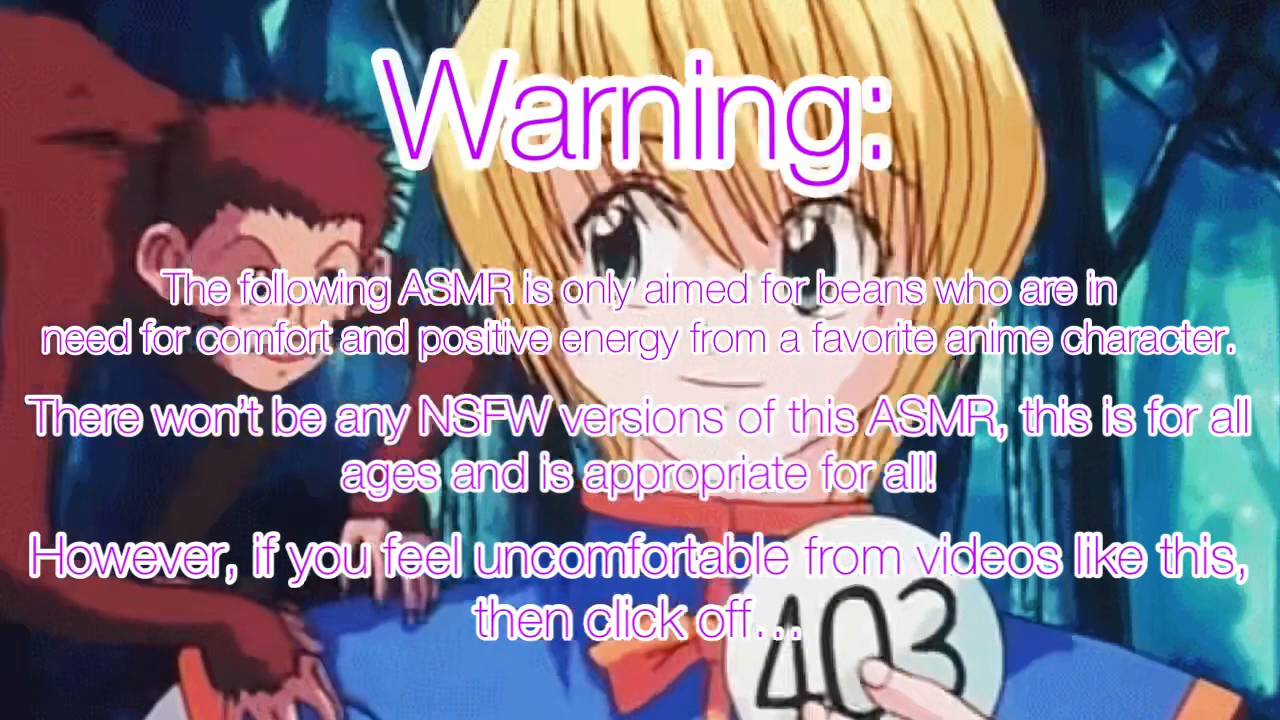 Warning:
The following ASMR is only aimed for beans who are in
need for comfort and positive energy from a favorite anime character.
There won't be any NSFW versions of this ASMR, this is for all
ages and is appropriate for all!
However, if you feel uncomfortable from videos like this,
then click off...
403